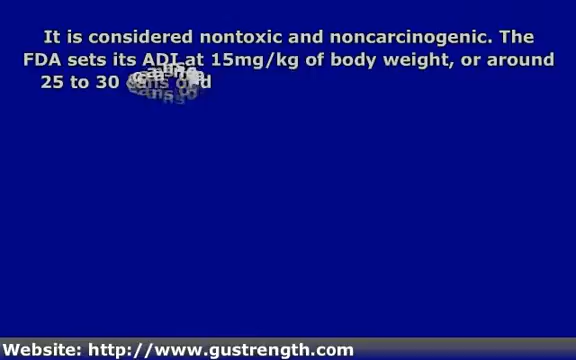 It is considered nontoxic and noncarcinogenic. The
FDA sets its ADI at 15mg/kg of body weight, or around
25 to 30
Website: http://www.gustrength.com